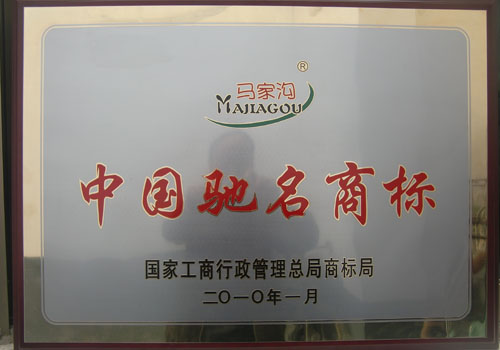 ®
马家沟
MAJIAGOU
中国驰名商标
国家工商行政管理总局商标局
二〇一〇年一月